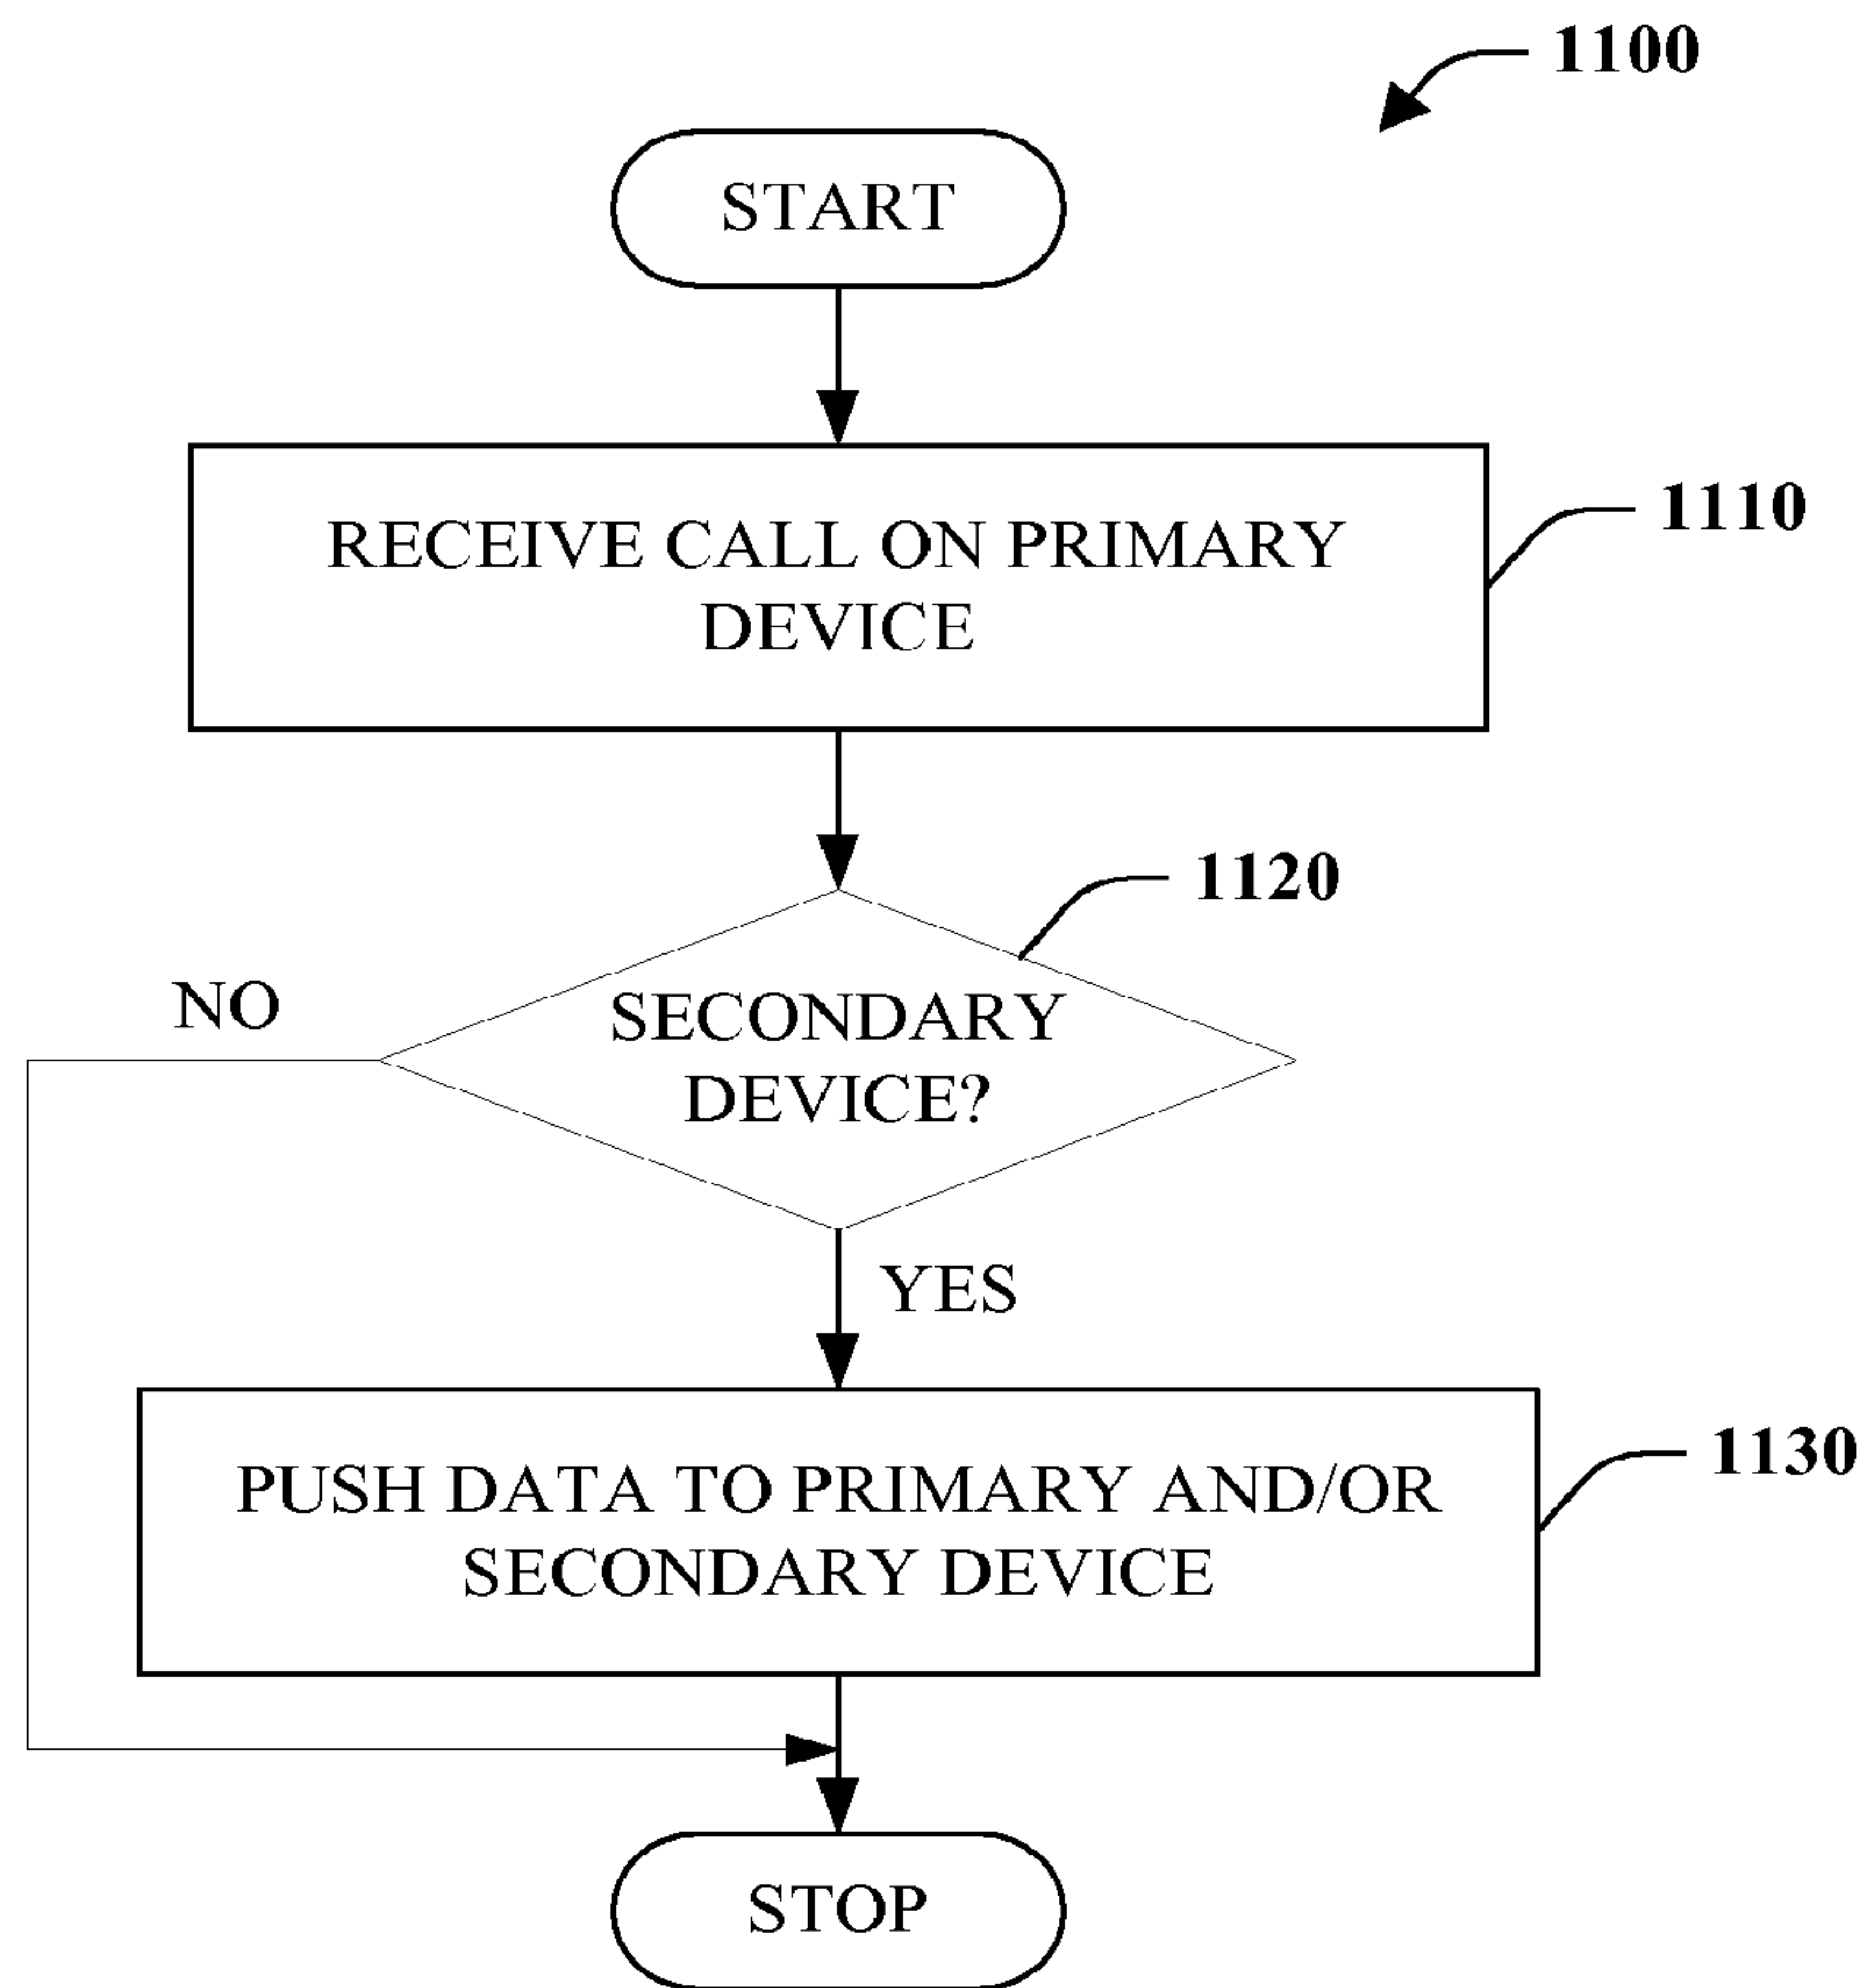 1100
START
RECEIVE CALL ON PRIMARY
DEVICE
1110
1120
NO
SECONDARY
DEVICE?
YES
PUSH DATA TO PRIMARY AND/OR
SECONDARY DEVICE
1130
STOP